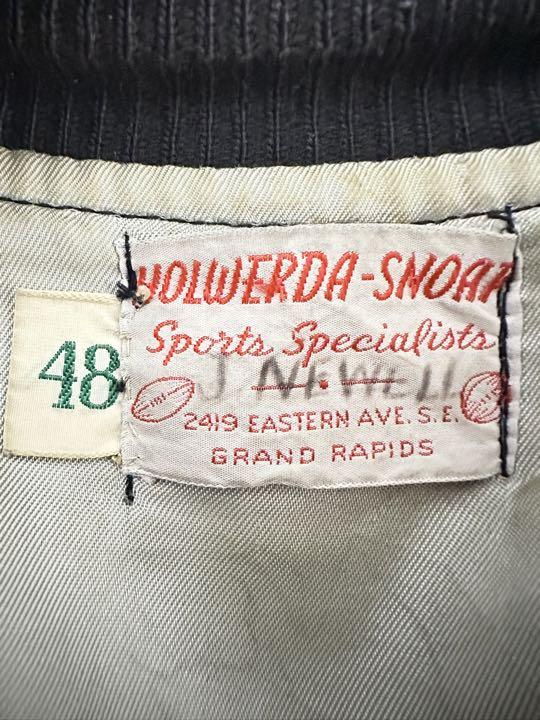 HOLWERDA-SNOAP
Sports Specialists
J. NEWELL
48
2419 EASTERN AVE. S.E.
GRAND RAPIDS